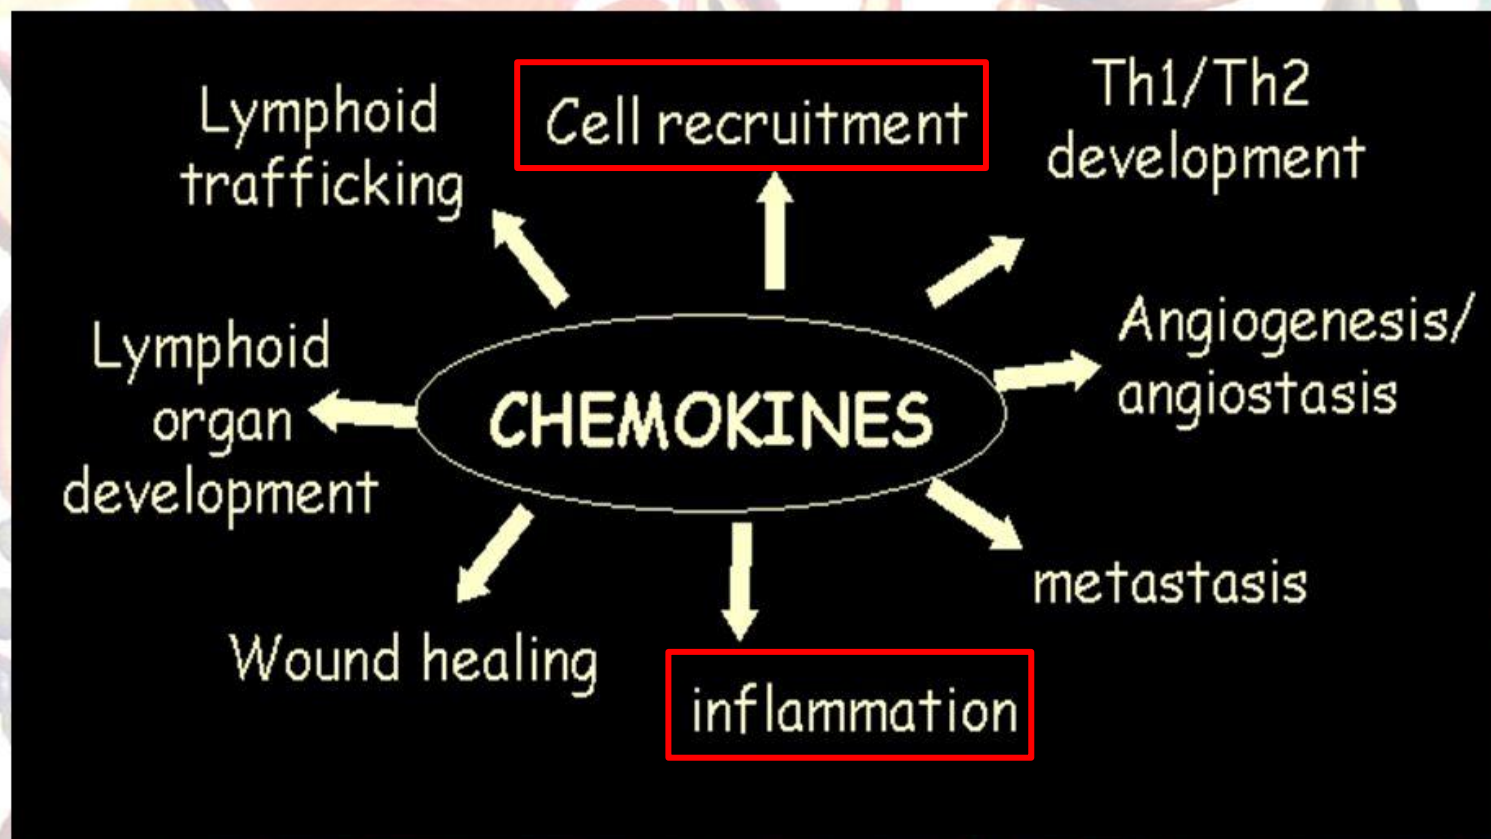 Lymphoid
trafficking
Cell recruitment
Th1/Th2
development
Lymphoid
organ
development
CHEMOKINES
Angiogenesis/
angiostasis
Wound healing
inflammation
metastasis